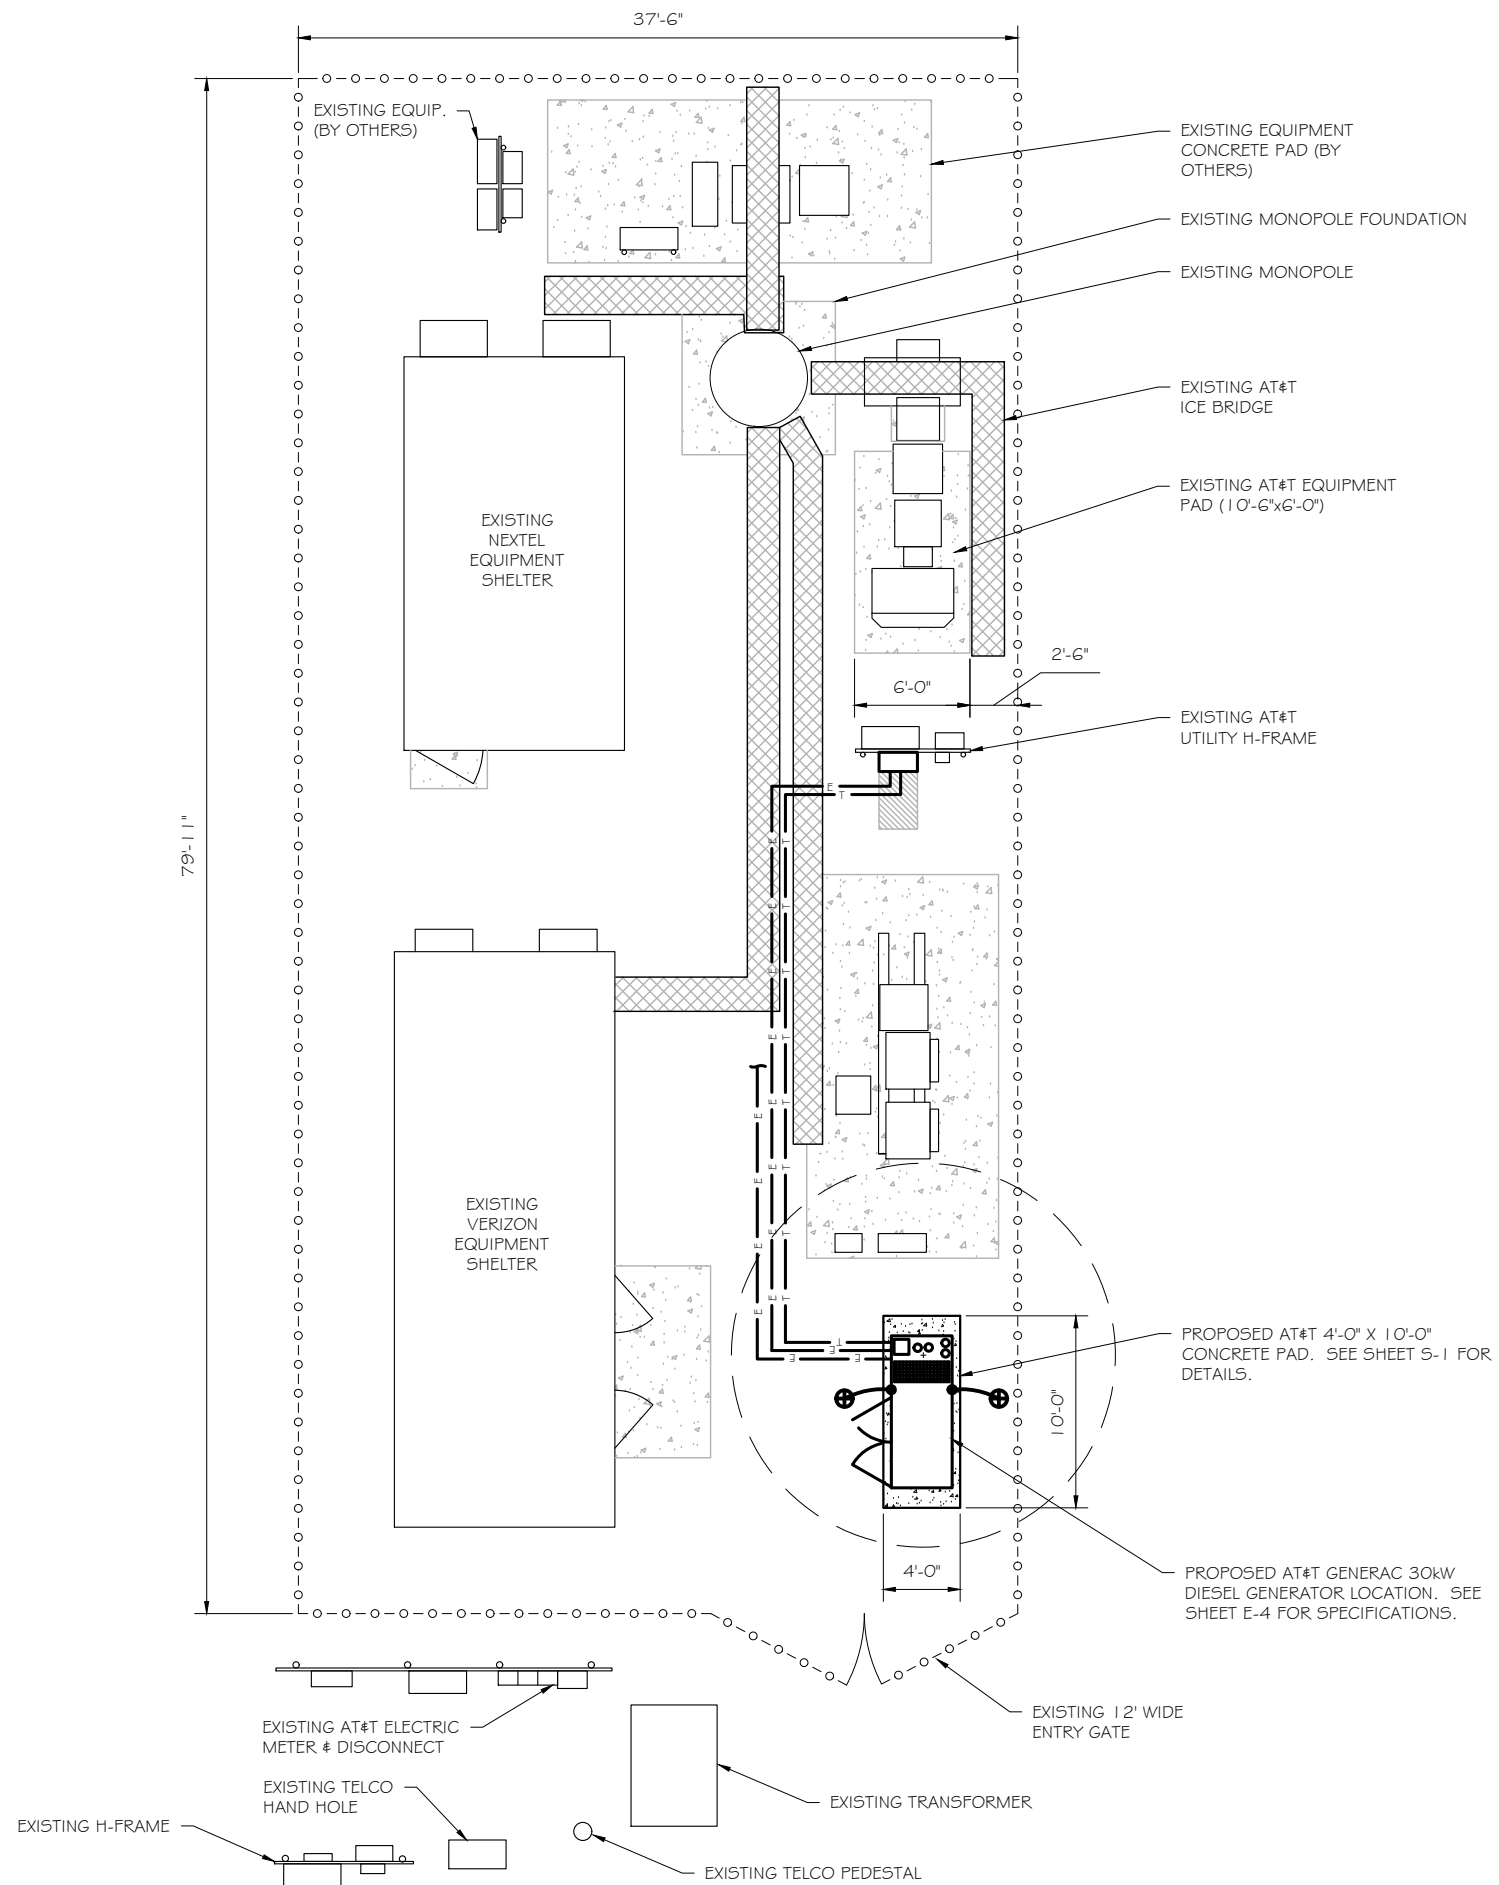 37'-6"
EXISTING EQUIP.
(BY OTHERS)
EXISTING EQUIPMENT
CONCRETE PAD (BY
OTHERS)
EXISTING MONOPOLE FOUNDATION
EXISTING MONOPOLE
EXISTING AT&T
ICE BRIDGE
EXISTING AT&T EQUIPMENT
PAD (10'-6"x6'-0")
EXISTING
NEXTEL
EQUIPMENT
SHELTER
2'-6"
6'-0"
EXISTING AT&T
UTILITY H-FRAME
79'-11"
E
T
E T
E T
E T
E T
E
E T
E E T
E E T
E E T
T
E
E E
EXISTING
VERIZON
EQUIPMENT
SHELTER
PROPOSED AT&T 4'-0" X 10'-0"
CONCRETE PAD. SEE SHEET S-1 FOR
DETAILS.
10'-0"
4'-0"
PROPOSED AT&T GENERAC 30kW
DIESEL GENERATOR LOCATION. SEE
SHEET E-4 FOR SPECIFICATIONS.
EXISTING 12' WIDE
ENTRY GATE
EXISTING AT&T ELECTRIC
METER & DISCONNECT
EXISTING TELCO
HAND HOLE
EXISTING TRANSFORMER
EXISTING H-FRAME
EXISTING TELCO PEDESTAL